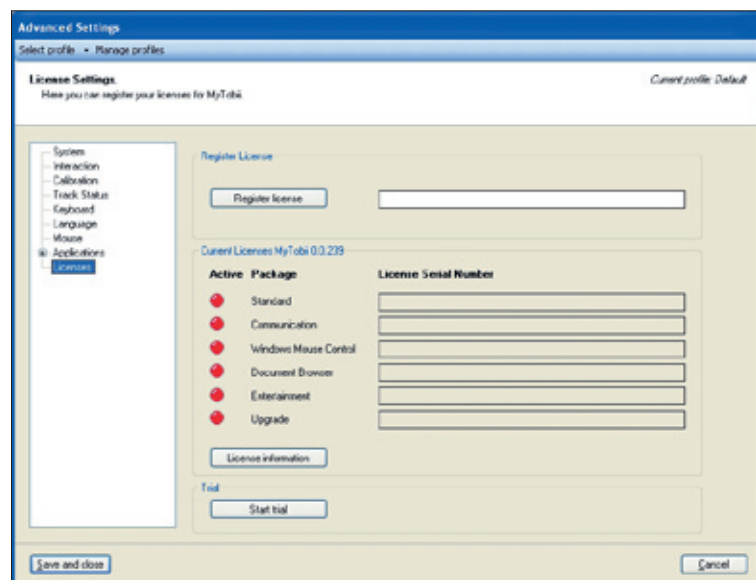 Advanced Settings
Select profile • Manage profiles
License Settings.
Here you can register your licenses for MyTobii.
Current profile: Default
System
Interaction
Calibration
Track Status
Keyboard
Language
Mouse
Applications
Licenses
Register License
Register license
Current Licenses MyTobii 0.0.239
Active Package License Serial Number
Standard
Communication
Windows Mouse Control
Document Browser
Entertainment
Upgrade
License information
Trial
Start trial
Save and close
Cancel